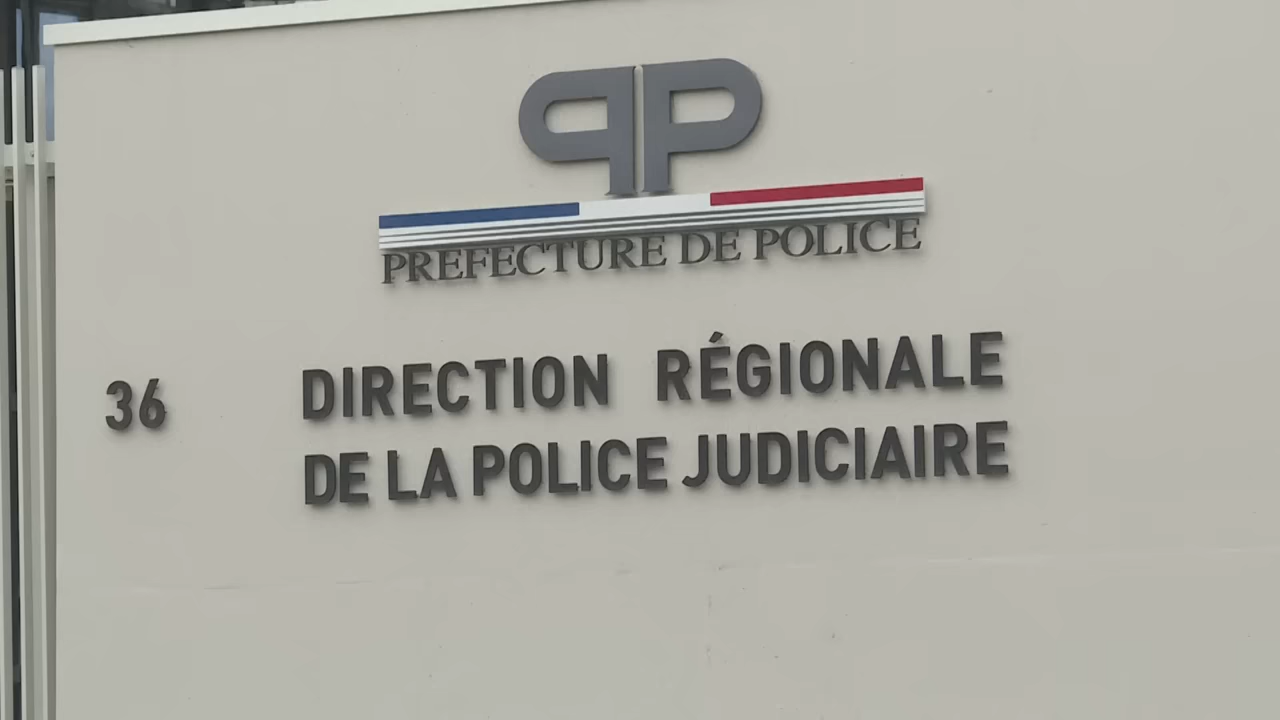 PP
PREFECTURE DE POLICE
36 DIRECTION RÉGIONALE
DE LA POLICE JUDICIAIRE